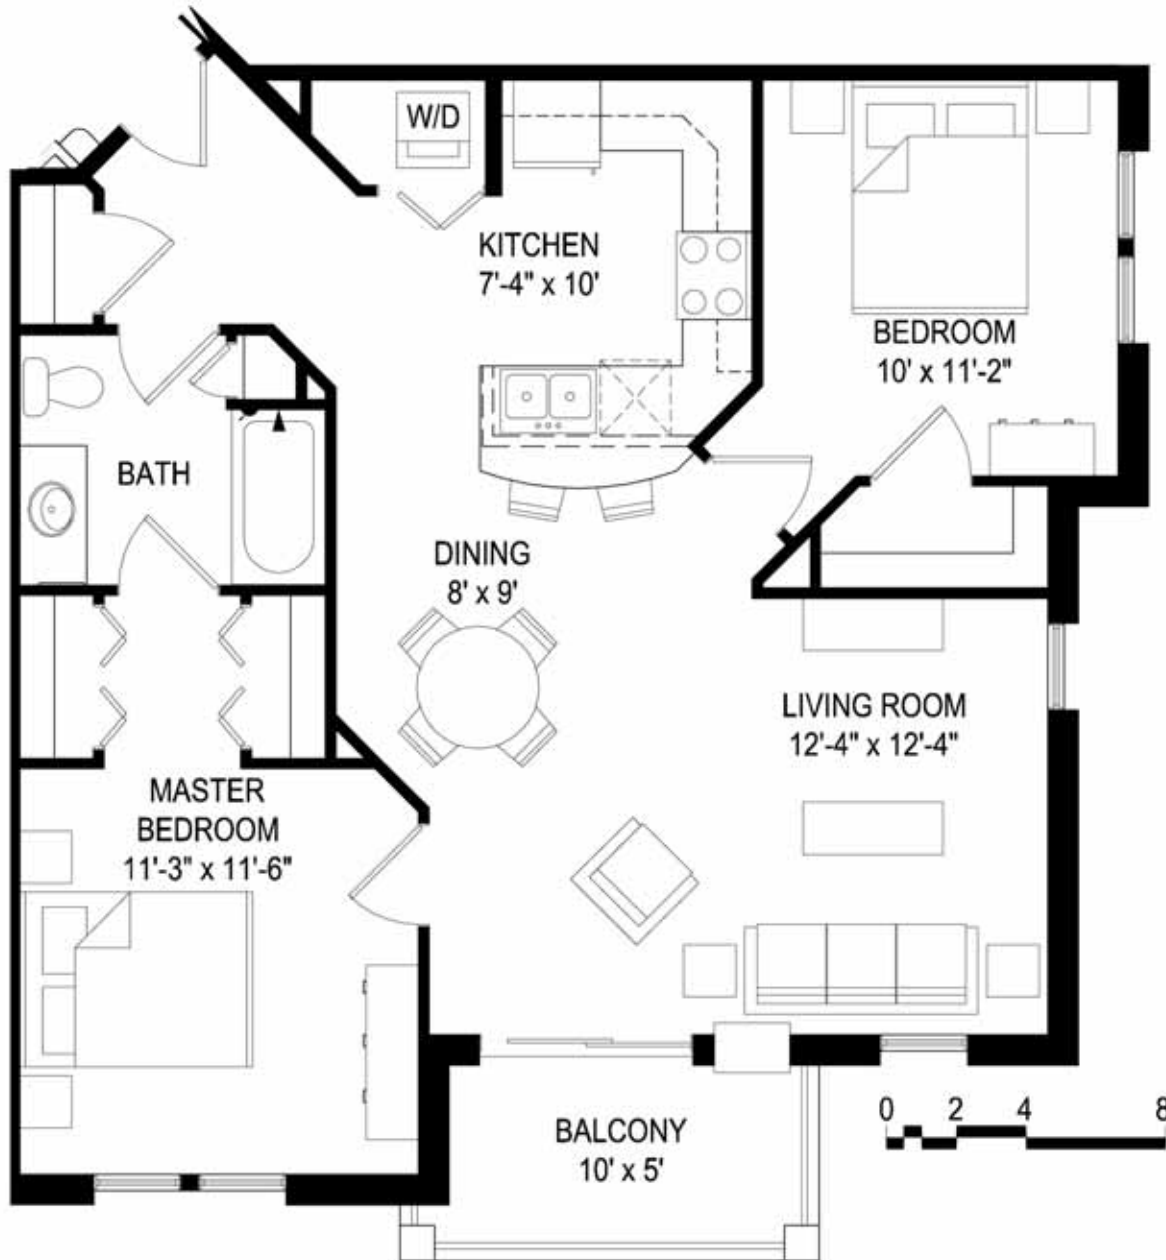 W/D
KITCHEN
7'-4" x 10'
BEDROOM
10' x 11'-2"
BATH
DINING
8' x 9'
LIVING ROOM
12'-4" x 12'-4"
MASTER
BEDROOM
11'-3" x 11'-6"
BALCONY
10' x 5'
0 2 4 8